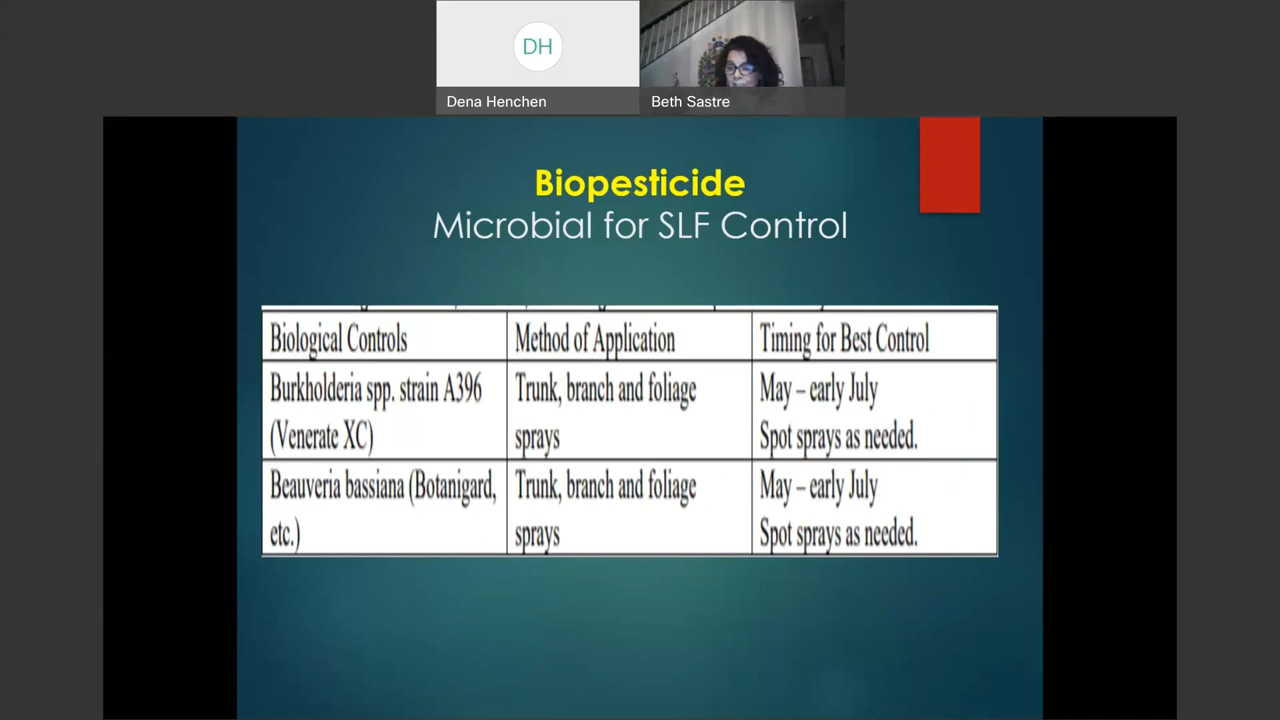 DH
Dena Henchen
Beth Sastre
Biopesticide
Microbial for SLF Control
Biological Controls
Method of Application
Timing for Best Control
Burkholderia spp. strain A396
(Venerate XC)
Trunk, branch and foliage
sprays
May – early July
Spot sprays as needed.
Beauveria bassiana (Botanigard,
etc.)
Trunk, branch and foliage
sprays
May – early July
Spot sprays as needed.